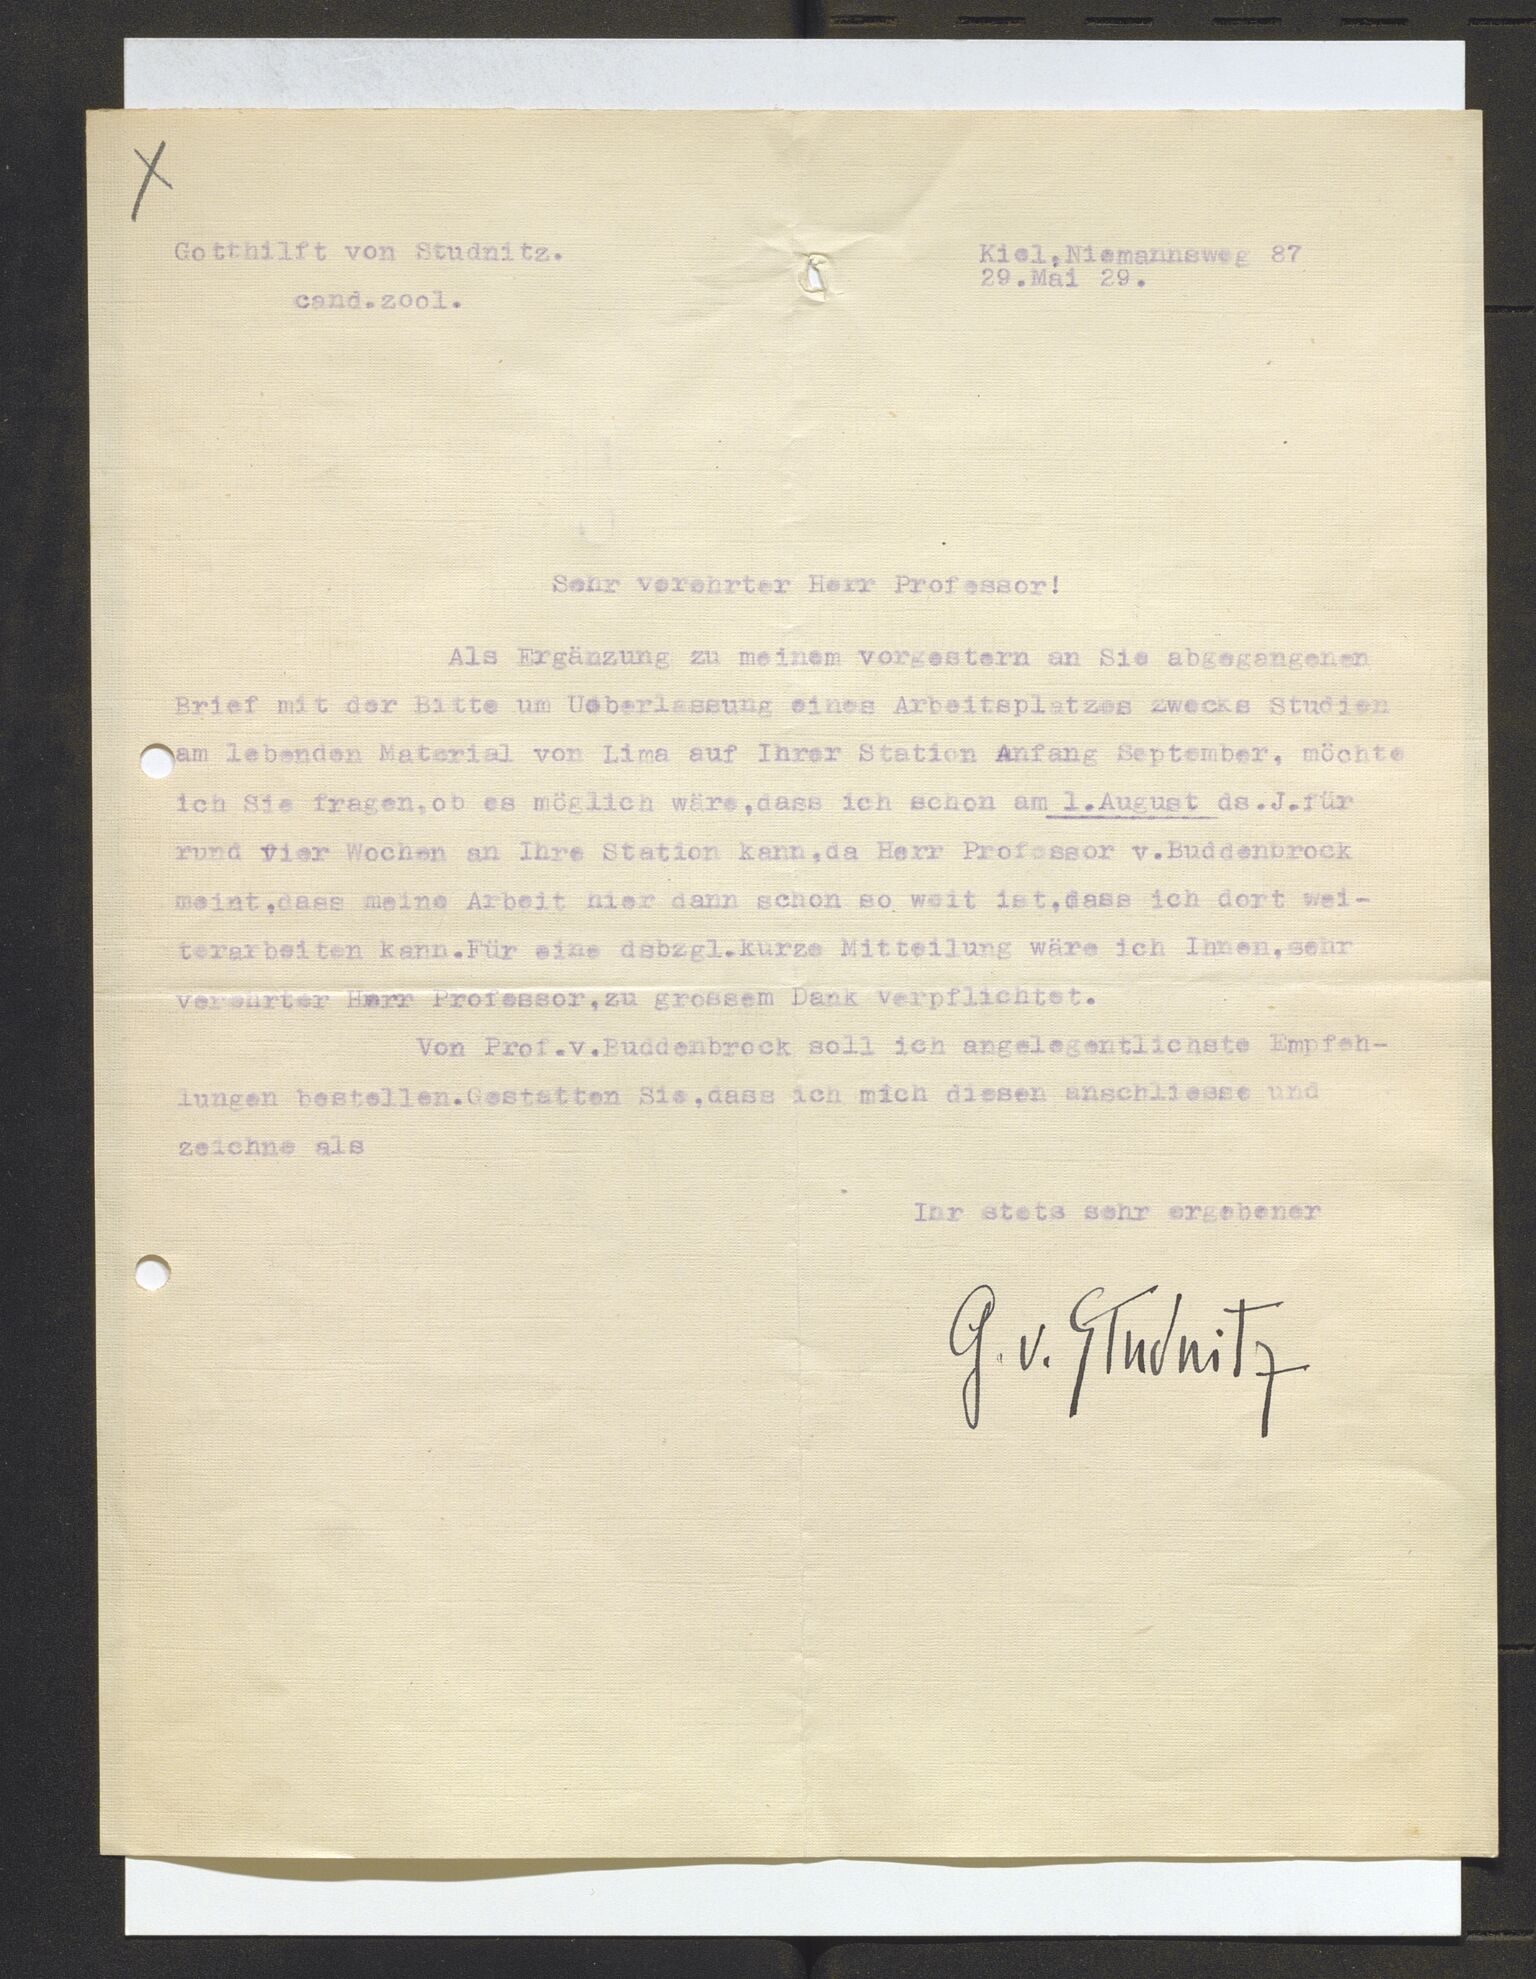 Gotthilft von Studnitz.
cand.zool.
Kiel,Niemannsweg 87
29.Mai 29.
Sehr verehrter Herr Professor!
Als Ergänzung zu meinem vorgestern an Sie abgegangenen
Brief mit der Bitte um Ueberlassung eines Arbeitsplatzes zwecks Studien
am lebenden Material von Lima auf Ihrer Station Anfang September, möchte
ich Sie fragen,ob es möglich wäre,dass ich schon am 1.August ds.J.für
rund vier Wochen an Ihre Station kann,da Herr Professor v.Buddenbrock
meint,dass meine Arbeit hier dann schon so weit ist,dass ich dort wei-
terarbeiten kann.Für eine dsbzgl.kurze Mitteilung wäre ich Ihnen,sehr
verehrter Herr Professor,zu grossem Dank verpflichtet.
Von Prof.v.Buddenbrock soll ich angelegentlichste Empfeh-
lungen bestellen.Gestatten Sie,dass ich mich diesen anschliesse und
zeichne als
Ihr stets sehr ergebener
G. v. Studnitz